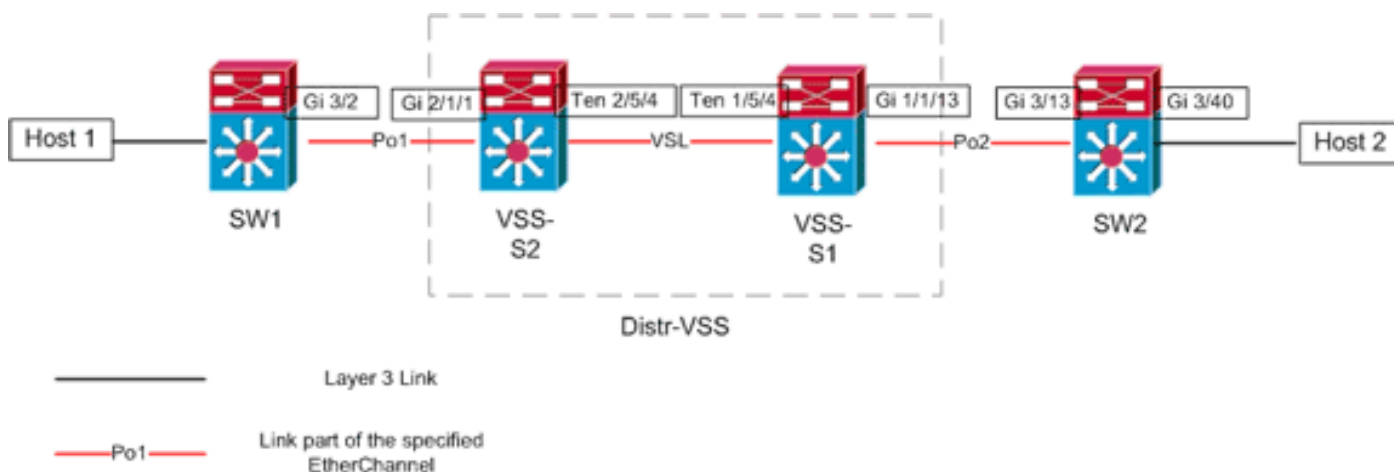 Gi 3/2
Gi 2/1/1
Ten 2/5/4
Ten 1/5/4
Gi 1/1/13
Gi 3/13
Gi 3/40
Host 1
Po1
VSL
Po2
Host 2
SW1
VSS-
S2
VSS-
S1
SW2
Distr-VSS
Layer 3 Link
Po1
Link part of the specified
EtherChannel